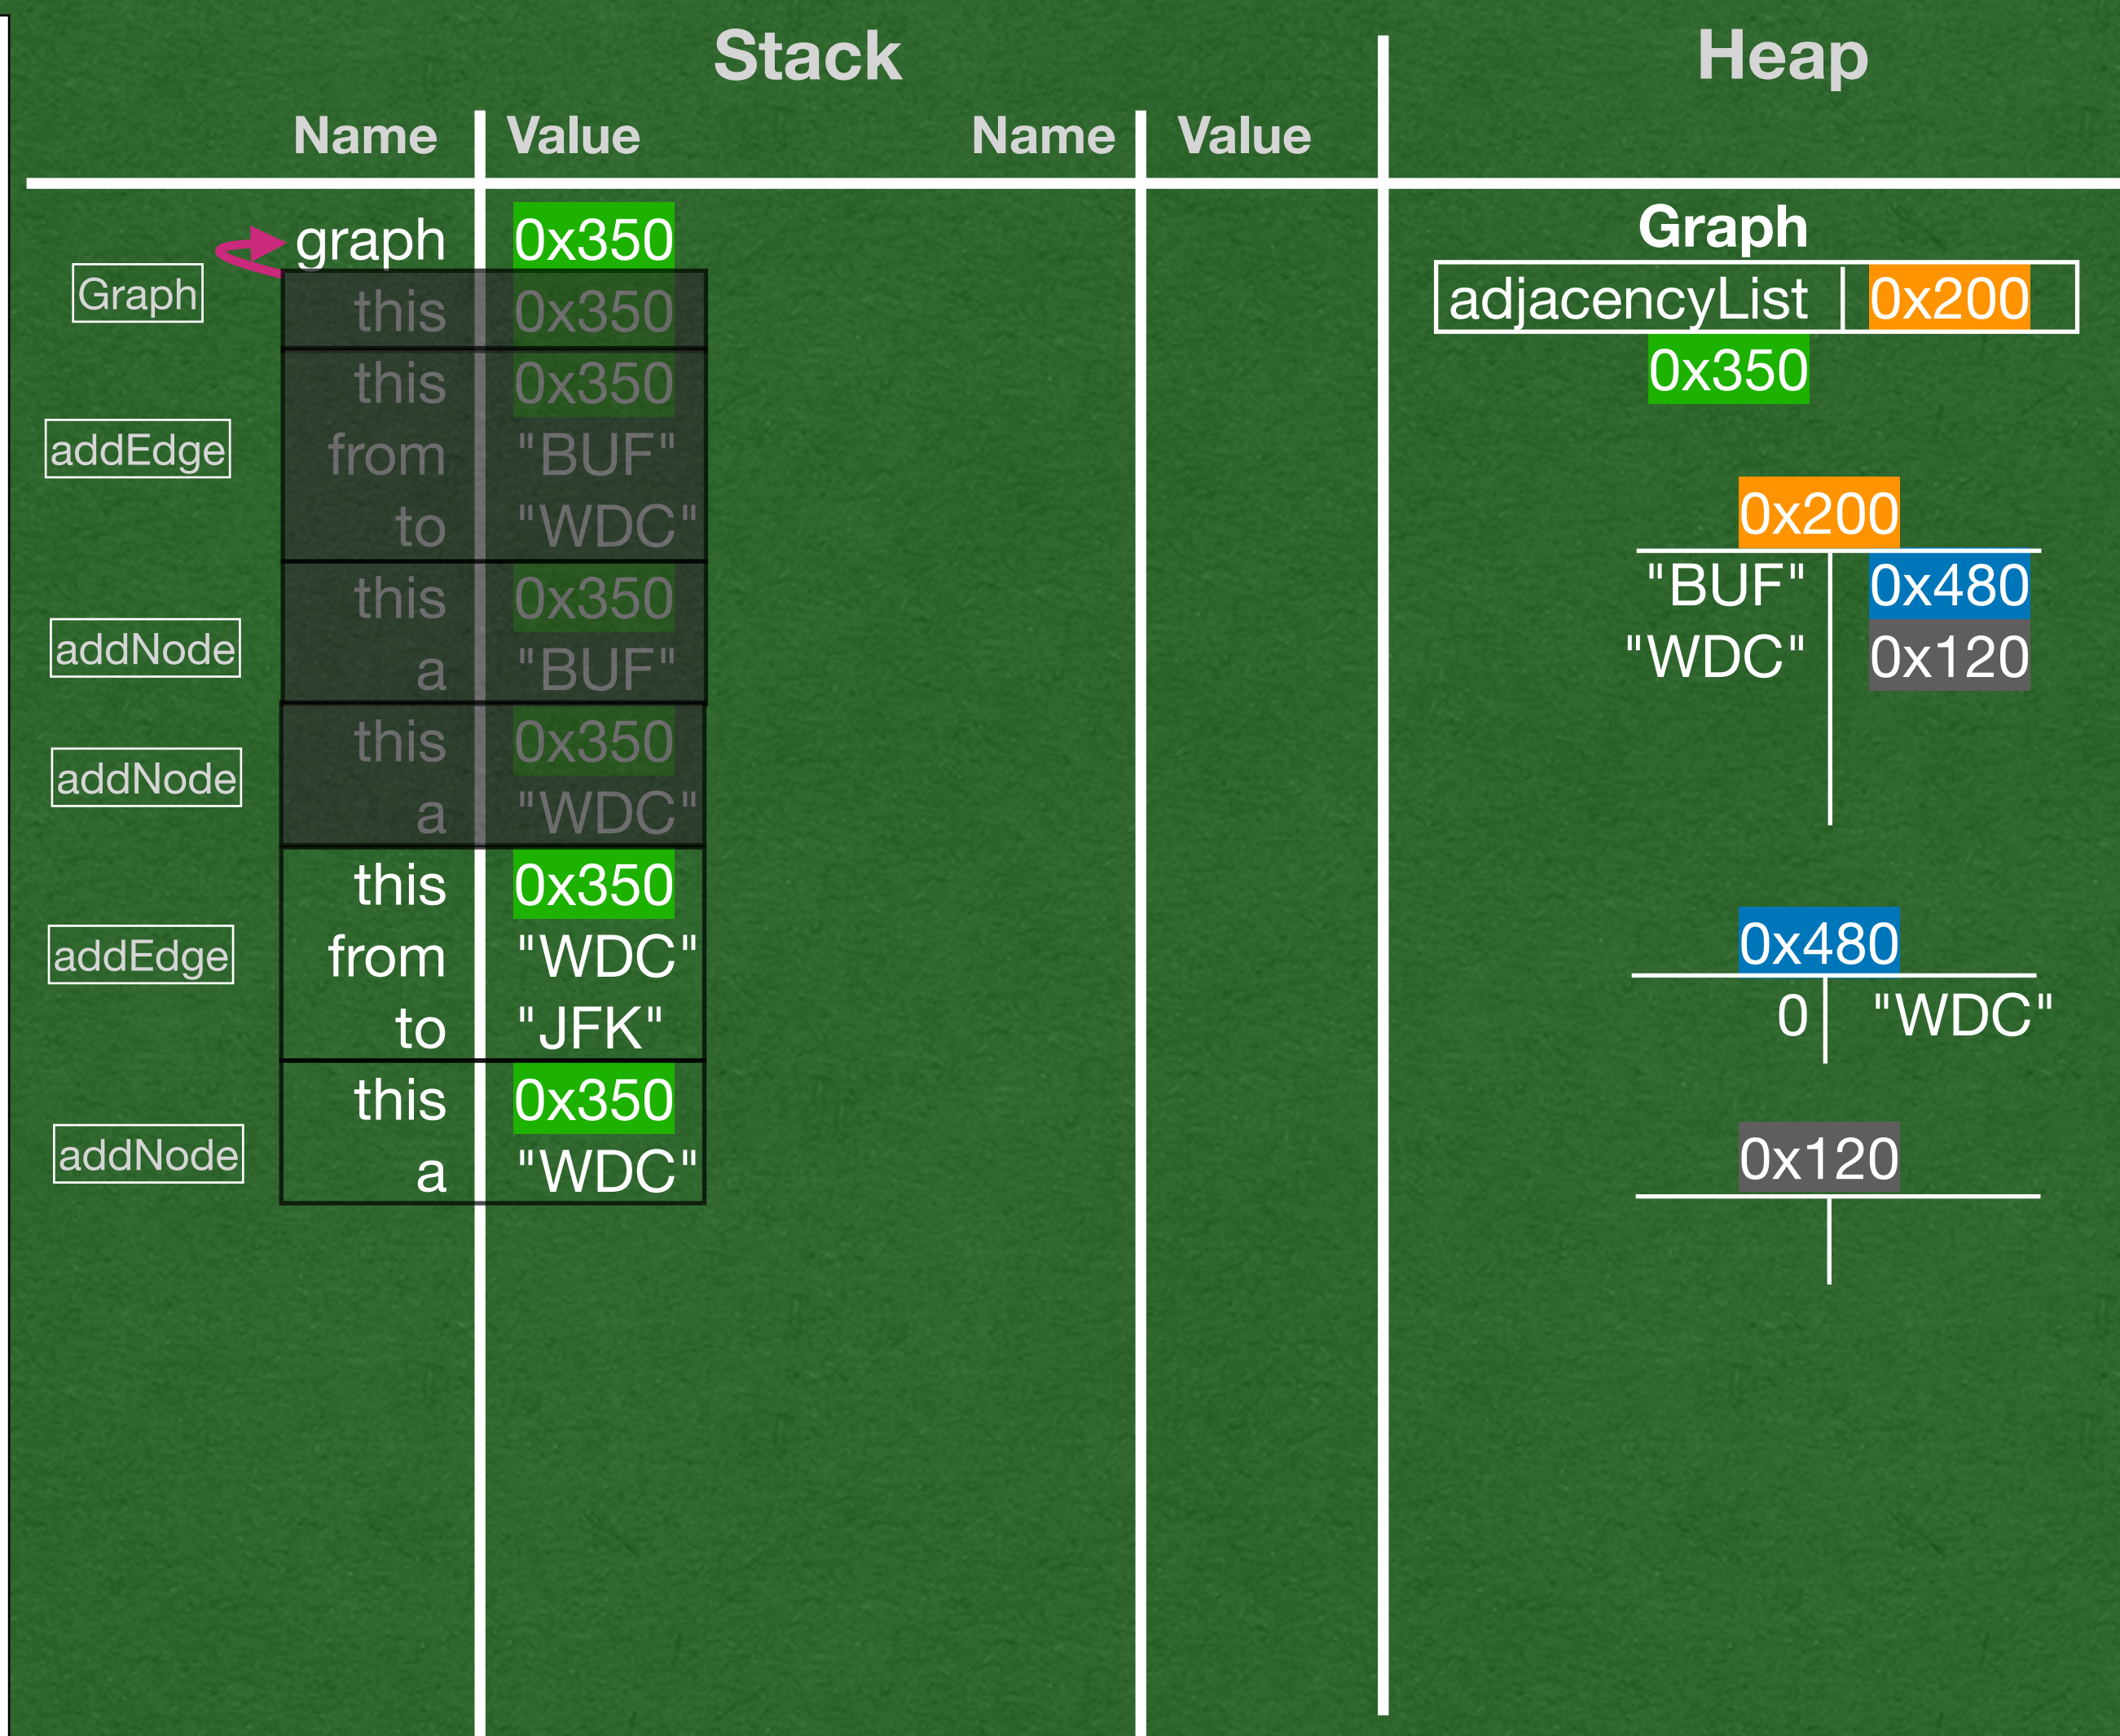 Stack Heap
Name Value Name Value
graph 0x350
Graph
this 0x350
this 0x350
addEdge
from "BUF"
to "WDC"
this 0x350
addNode
a "BUF"
this 0x350
addNode
a "WDC"
this 0x350
addEdge
from "WDC"
to "JFK"
this 0x350
addNode
a "WDC"
Graph
adjacencyList 0x200
0x350
0x200
"BUF" 0x480
"WDC" 0x120
0x480
0 "WDC"
0x120